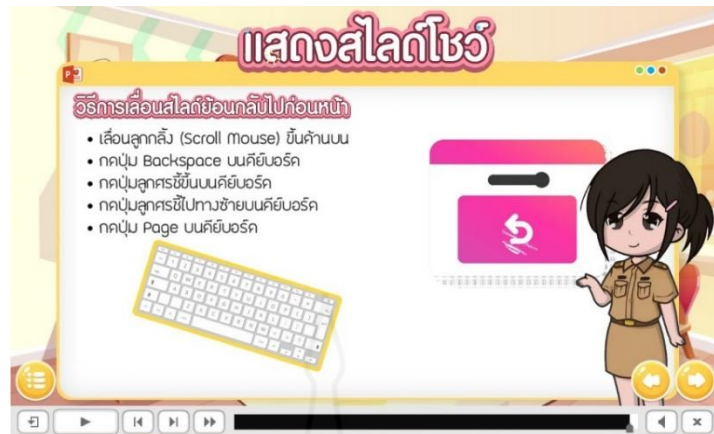 แสดงสไลด์โชว์
วิธีการเลื่อนสไลด์ย้อนกลับไปก่อนหน้า
• เลื่อนลูกกลิ้ง (Scroll Mouse) ขึ้นด้านบน
• กดปุ่ม Backspace บนคีย์บอร์ด
• กดปุ่มลูกศรชี้ขึ้นบนคีย์บอร์ด
• กดปุ่มลูกศรชี้ไปทางซ้ายบนคีย์บอร์ด
• กดปุ่ม Page บนคีย์บอร์ด